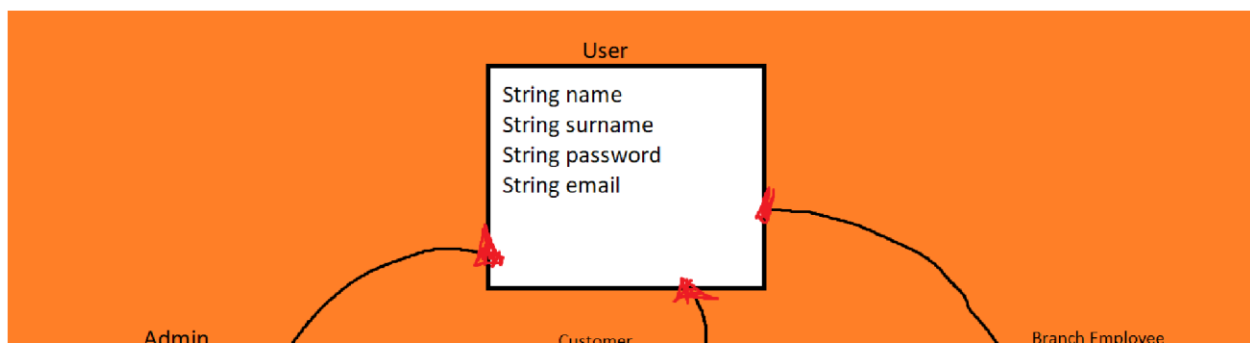 User
String name
String surname
String password
String email
Admin
Customer
Branch Employee